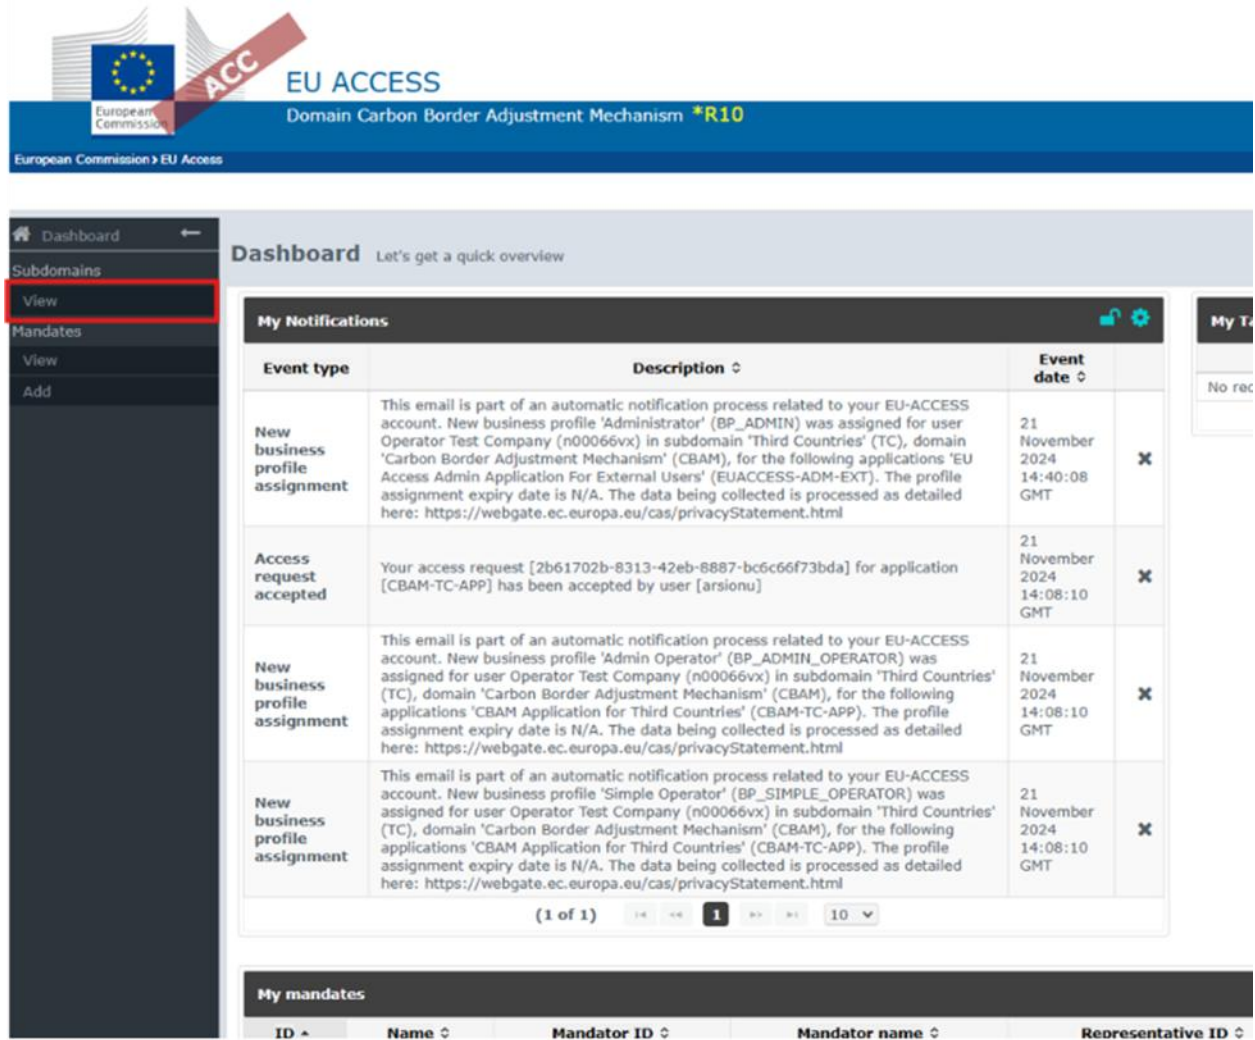 ACC
EU ACCESS
European
Commission
Domain Carbon Border Adjustment Mechanism *R10
European Commission > EU Access
Dashboard
Subdomains
View
Mandates
View
Add
Dashboard Let's get a quick overview
My Notifications
Event type Description Event
date
New
business
profile
assignment
This email is part of an automatic notification process related to your EU-ACCESS
account. New business profile 'Administrator' (BP_ADMIN) was assigned for user
Operator Test Company (n00066vx) in subdomain 'Third Countries' (TC), domain
'Carbon Border Adjustment Mechanism' (CBAM), for the following applications 'EU
Access Admin Application For External Users' (EUACCESS-ADM-EXT). The profile
assignment expiry date is N/A. The data being collected is processed as detailed
here: https://webgate.ec.europa.eu/cas/privacyStatement.html
21
November
2024
14:40:08
GMT
Access
request
accepted
Your access request [2b61702b-8313-42eb-8887-bc6c66f73bda] for application
[CBAM-TC-APP] has been accepted by user [arsionu]
21
November
2024
14:08:10
GMT
New
business
profile
assignment
This email is part of an automatic notification process related to your EU-ACCESS
account. New business profile 'Admin Operator' (BP_ADMIN_OPERATOR) was
assigned for user Operator Test Company (n00066vx) in subdomain 'Third Countries'
(TC), domain 'Carbon Border Adjustment Mechanism' (CBAM), for the following
applications 'CBAM Application for Third Countries' (CBAM-TC-APP). The profile
assignment expiry date is N/A. The data being collected is processed as detailed
here: https://webgate.ec.europa.eu/cas/privacyStatement.html
21
November
2024
14:08:10
GMT
New
business
profile
assignment
This email is part of an automatic notification process related to your EU-ACCESS
account. New business profile 'Simple Operator' (BP_SIMPLE_OPERATOR) was
assigned for user Operator Test Company (n00066vx) in subdomain 'Third Countries'
(TC), domain 'Carbon Border Adjustment Mechanism' (CBAM), for the following
applications 'CBAM Application for Third Countries' (CBAM-TC-APP). The profile
assignment expiry date is N/A. The data being collected is processed as detailed
here: https://webgate.ec.europa.eu/cas/privacyStatement.html
21
November
2024
14:08:10
GMT
(1 of 1) 1 10
My Ta
No rec
My mandates
ID Name Mandator ID Mandator name Representative ID